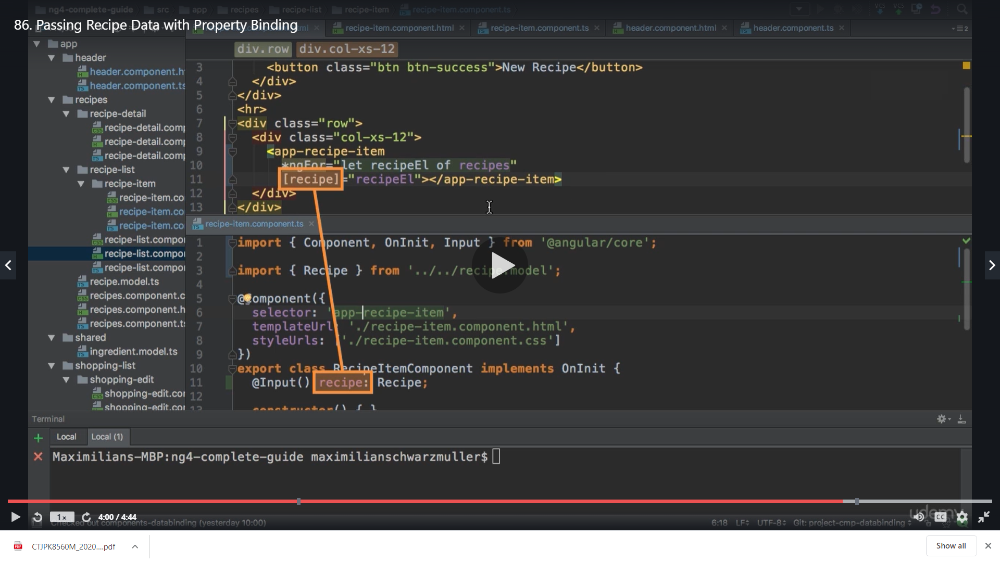 ng4-complete-guide src app recipes recipe-list recipe-item recipe-item.component.ts
86. Passing Recipe Data with Property Binding
recipe-item.component.html recipe-item.component.ts header.component.html header.component.ts 2
app
header
header.component.h
header.component.ts
recipes
recipe-detail
recipe-detail.comp
recipe-detail.comp
recipe-detail.comp
recipe-list
recipe-item
recipe-item.co
recipe-item.co
recipe-item.co
recipe-list.compo
recipe-list.compo
recipe-list.compo
recipe.model.ts
recipes.component.c
recipes.component.h
recipes.component.ts
shared
ingredient.model.ts
shopping-list
shopping-edit
shopping-edit.cor
shopping-edit.co
div.row div.col-xs-12
3 <button class="btn btn-success">New Recipe</button>
4 </div>
5 </div>
6 <hr>
7 <div class="row">
8 <div class="col-xs-12">
9 <app-recipe-item
10 *ngFor="let recipeEl of recipes"
11 [recipe]="recipeEl"></app-recipe-item>
12 </div>
13 </div>
recipe-item.component.ts
1 import { Component, OnInit, Input } from '@angular/core';
2
3 import { Recipe } from '../../recipe.model';
4
5 @Component({
6 selector: 'app-recipe-item',
7 templateUrl: './recipe-item.component.html',
8 styleUrls: ['./recipe-item.component.css']
9 })
10 export class RecipeItemComponent implements OnInit {
11 @Input() recipe: Recipe;
12
13 constructor() { }
Terminal
Local Local (1)
Maximilians-MBP:ng4-complete-guide maximilianschwarzmuller$
1x 4:00 / 4:44
Checked out components-databinding (yesterday 10:00) 6:18 LF UTF-8 Git: project-cmp-databinding
udemy
CC
CTJPK8560M_2020....pdf
Show all